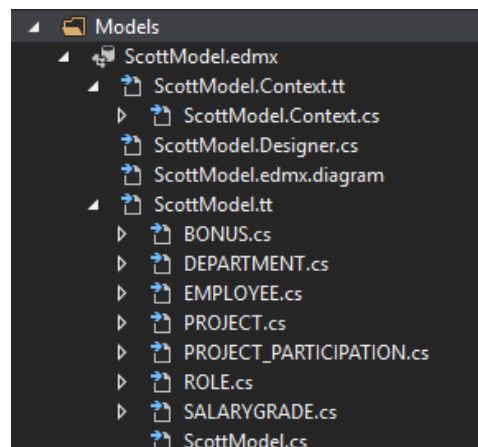 Models
ScottModel.edmx
ScottModel.Context.tt
ScottModel.Context.cs
ScottModel.Designer.cs
ScottModel.edmx.diagram
ScottModel.tt
BONUS.cs
DEPARTMENT.cs
EMPLOYEE.cs
PROJECT.cs
PROJECT_PARTICIPATION.cs
ROLE.cs
SALARYGRADE.cs
ScottModel.cs